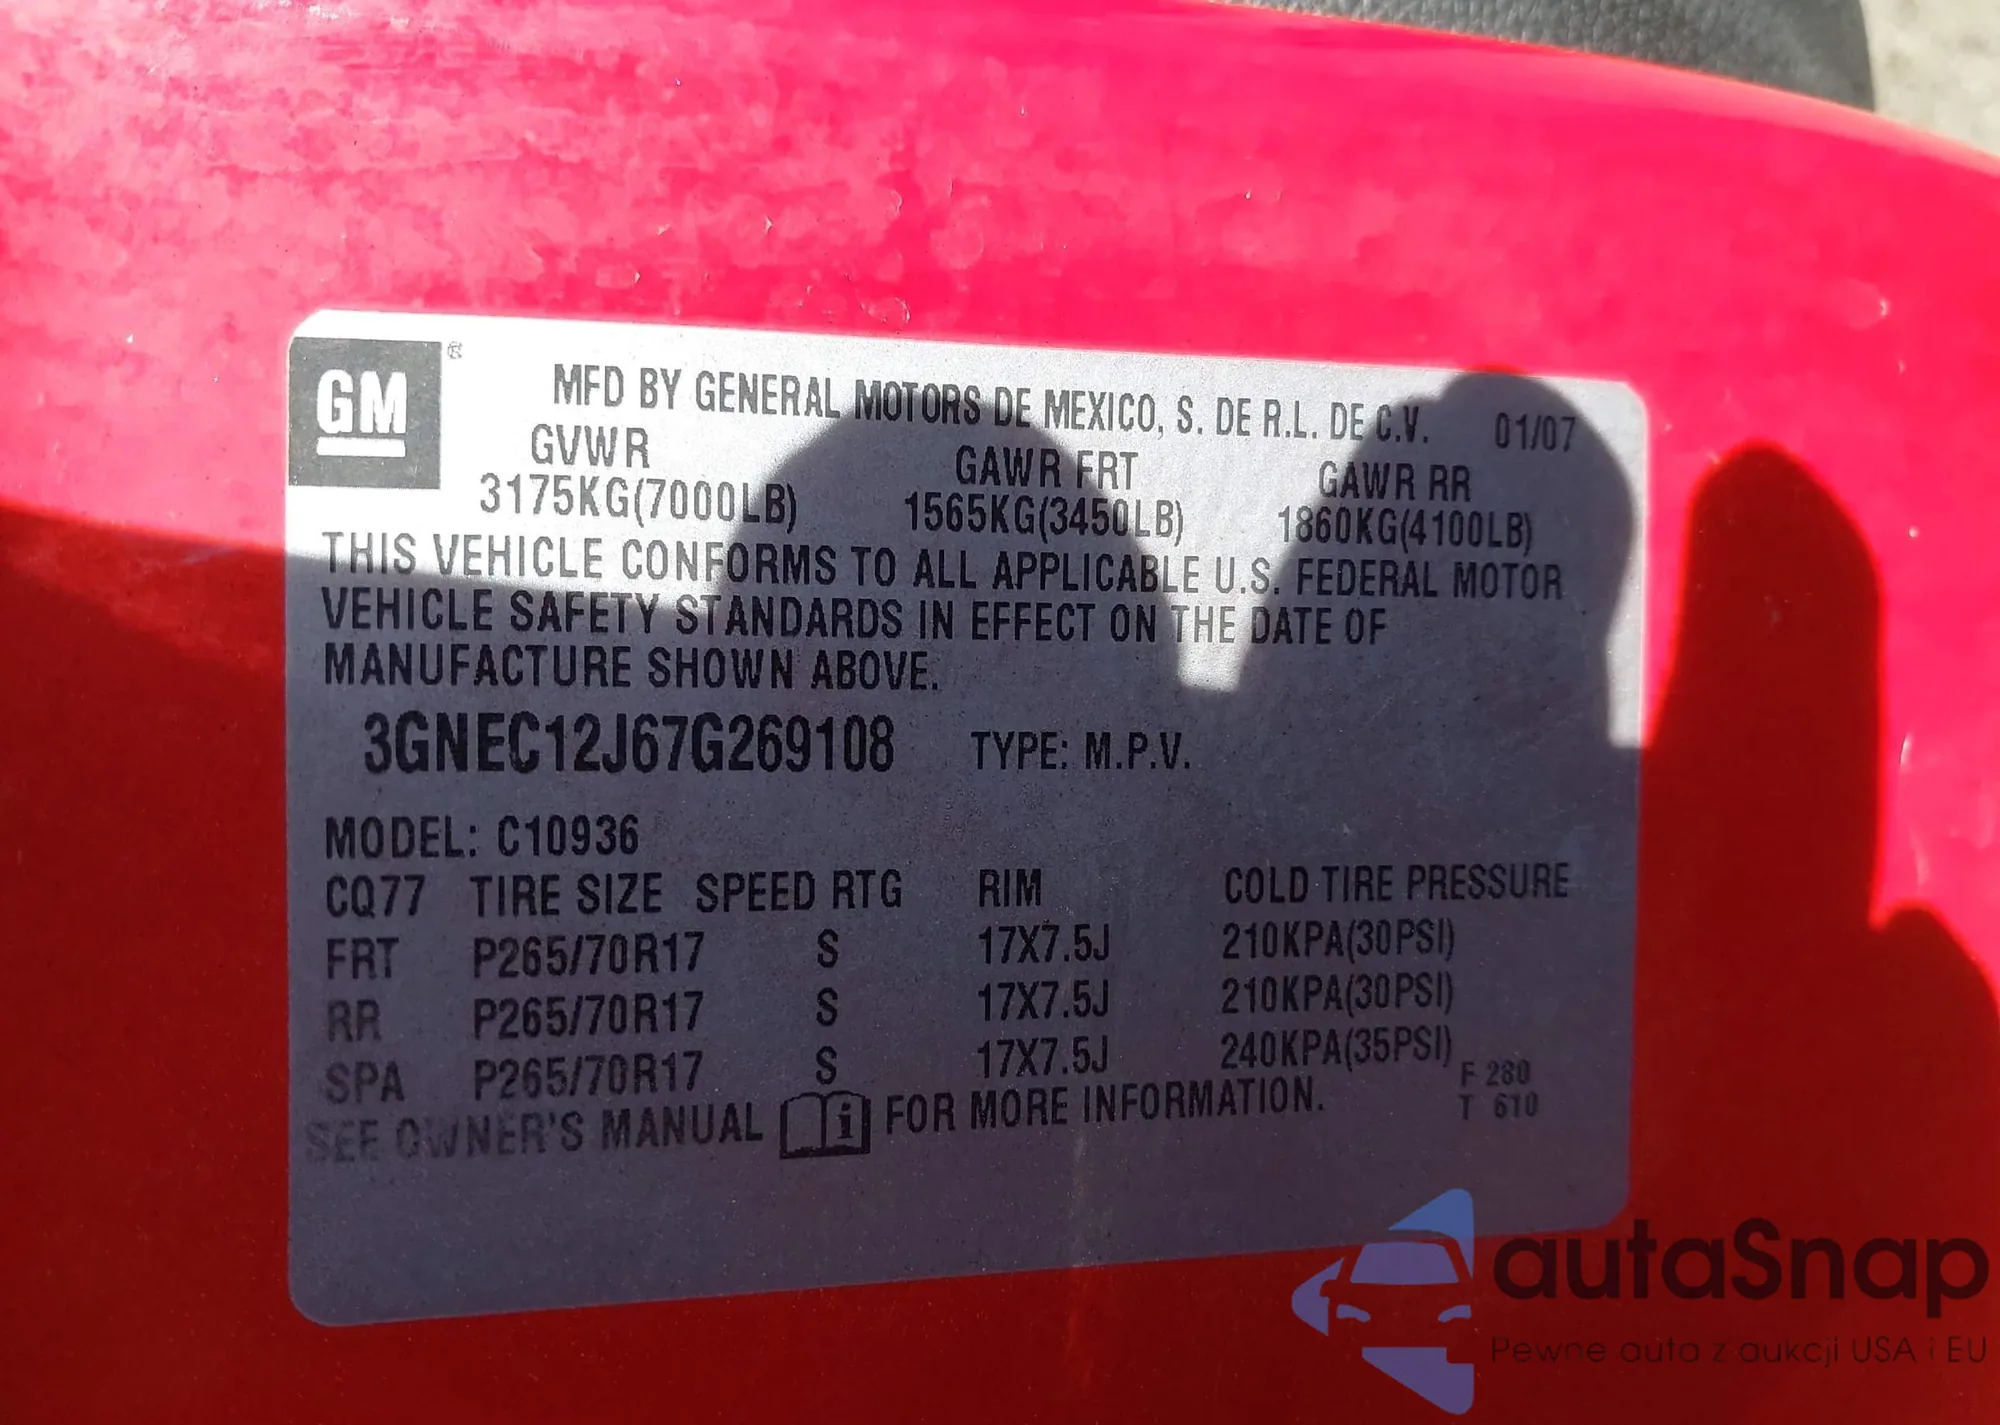 GM ®
MFD BY GENERAL MOTORS DE MEXICO, S. DE R.L. DE C.V. 01/07
GVWR GAWR FRT GAWR RR
3175KG(7000LB) 1565KG(3450LB) 1860KG(4100LB)
THIS VEHICLE CONFORMS TO ALL APPLICABLE U.S. FEDERAL MOTOR
VEHICLE SAFETY STANDARDS IN EFFECT ON THE DATE OF
MANUFACTURE SHOWN ABOVE.
3GNEC12J67G269108 TYPE: M.P.V.
MODEL: C10936
CQ77 TIRE SIZE SPEED RTG RIM COLD TIRE PRESSURE
FRT P265/70R17 S 17X7.5J 210KPA(30PSI)
RR P265/70R17 S 17X7.5J 210KPA(30PSI)
SPA P265/70R17 S 17X7.5J 240KPA(35PSI)
SEE OWNER'S MANUAL i FOR MORE INFORMATION.
F 280
T 610
autaSnap
Pewne auta z aukcji USA i EU